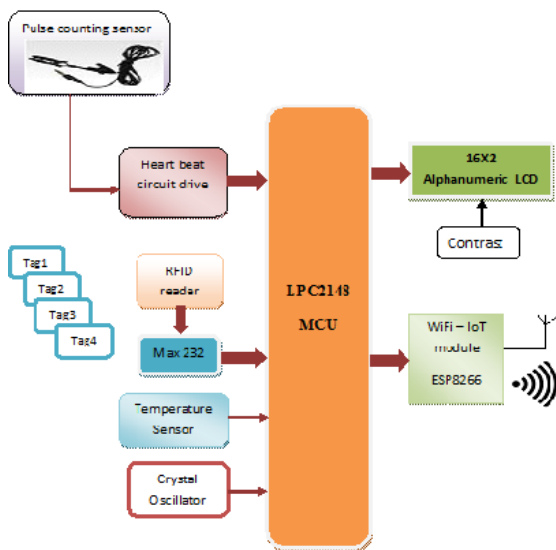 Pulse counting sensor
Heart beat
circuit drive
16X2
Alphanumeric LCD
Contrast
Tag1
Tag2
Tag3
Tag4
RFID
reader
Max 232
LPC2148
MCU
WiFi – IoT
module
ESP8266
Temperature
Sensor
Crystal
Oscillator